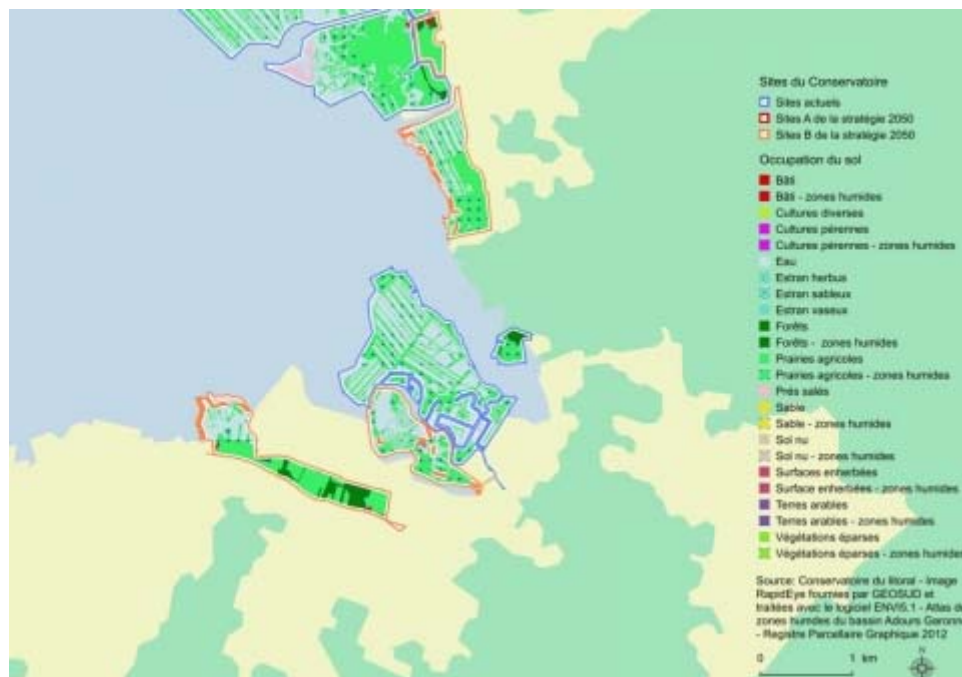 Sites du Conservatoire
Sites actuels
Sites A de la stratégie 2050
Sites B de la stratégie 2050
Occupation du sol
Bâti
Bâti - zones humides
Cultures diverses
Cultures pérennes
Cultures pérennes - zones humides
Eau
Estran herbus
Estran sableux
Estran vaseux
Forêts
Forêts - zones humides
Prairies agricoles
Prairies agricoles - zones humides
Prés salés
Sable
Sable - zones humides
Sol nu
Sol nu - zones humides
Surfaces enherbées
Surface enherbées - zones humides
Terres arables
Terres arables - zones humides
Végétations éparses
Végétations éparses - zones humides
Source: Conservatoire du littoral - Image
RapidEye fournies par GEOSUD et
traitées avec le logiciel ENVI5.1 - Atlas de
zones humides du bassin Adours Garonn
- Registre Parcellaire Graphique 2012
N
0 1 km